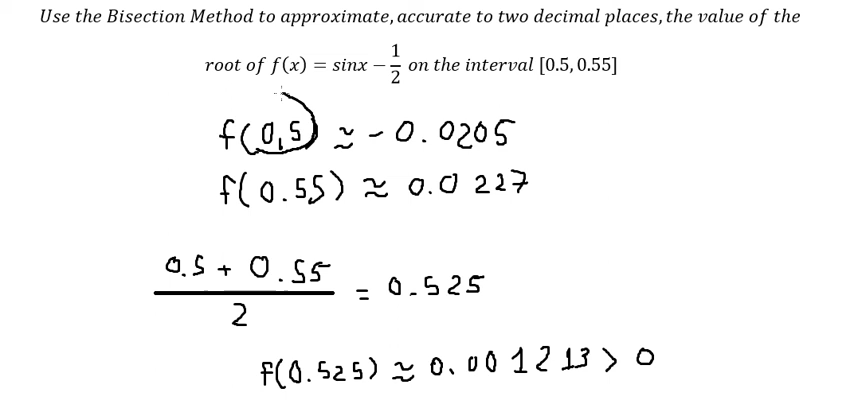 Use the Bisection Method to approximate, accurate to two decimal places, the value of the
root of f(x) = sinx − 1/2 on the interval [0.5, 0.55]
f(0,5) ≈ -0.0205
f(0.55) ≈ 0.0227
(0.5 + 0.55)/2 = 0.525
f(0.525) ≈ 0.001213 > 0